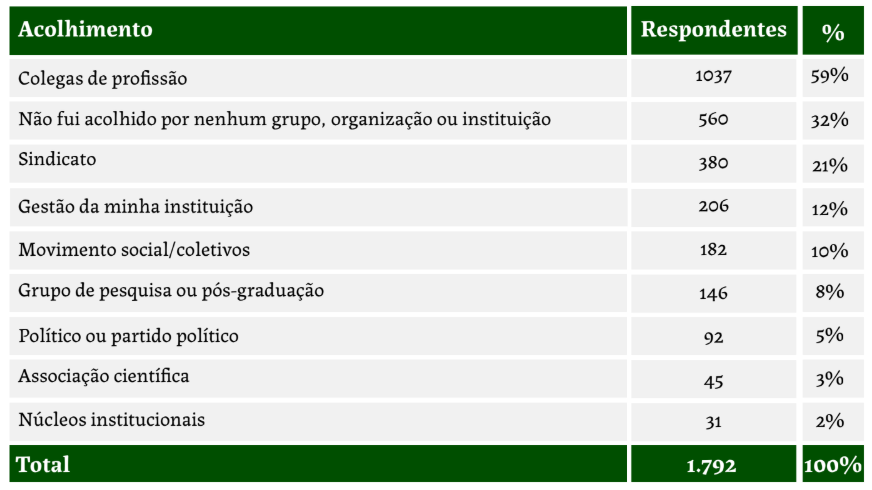 Acolhimento Respondentes %
Colegas de profissão 1037 59%
Não fui acolhido por nenhum grupo, organização ou instituição 560 32%
Sindicato 380 21%
Gestão da minha instituição 206 12%
Movimento social/coletivos 182 10%
Grupo de pesquisa ou pós-graduação 146 8%
Político ou partido político 92 5%
Associação científica 45 3%
Núcleos institucionais 31 2%
Total 1.792 100%